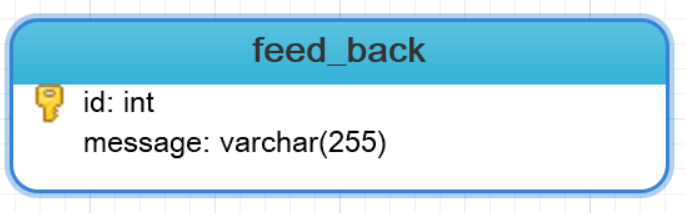 feed_back
id: int
message: varchar(255)